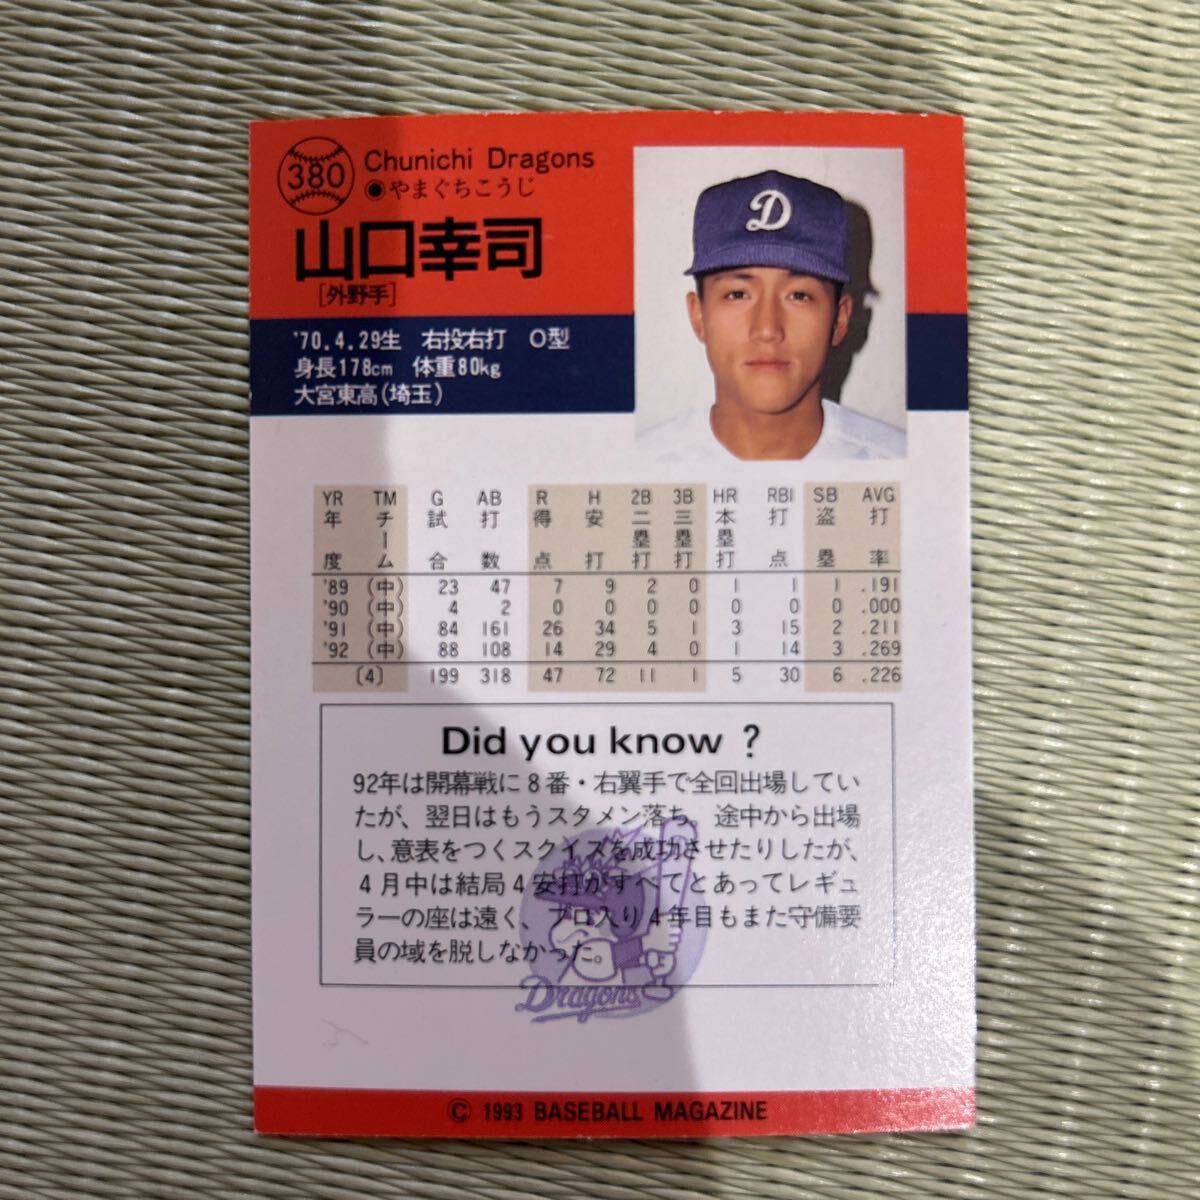 380
Chunichi Dragons
●やまぐちこうじ
山口幸司
[外野手]
D
'70.4.29生 右投右打 O型
身長178cm 体重80kg
大宮東高(埼玉)
YR TM G AB R H 2B 3B HR RBI SB AVG
年度 チーム 試合 打数 得点 安打 二塁打 三塁打 本塁打 打点 盗塁 打率
'89 (中) 23 47 7 9 2 0 1 1 1 .191
'90 (中) 4 2 0 0 0 0 0 0 0 .000
'91 (中) 84 161 26 34 5 1 3 15 2 .211
'92 (中) 88 108 14 29 4 0 1 14 3 .269
〔4〕 199 318 47 72 11 1 5 30 6 .226
Did you know ?
92年は開幕戦に8番・右翼手で全回出場してい
たが、翌日はもうスタメン落ち。途中から出場
し、意表をつくスクイズを成功させたりしたが、
4月中は結局4安打がすべてとあってレギュ
ラーの座は遠く、プロ入り4年目もまた守備要
員の域を脱しなかった。
Dragons
© 1993 BASEBALL MAGAZINE